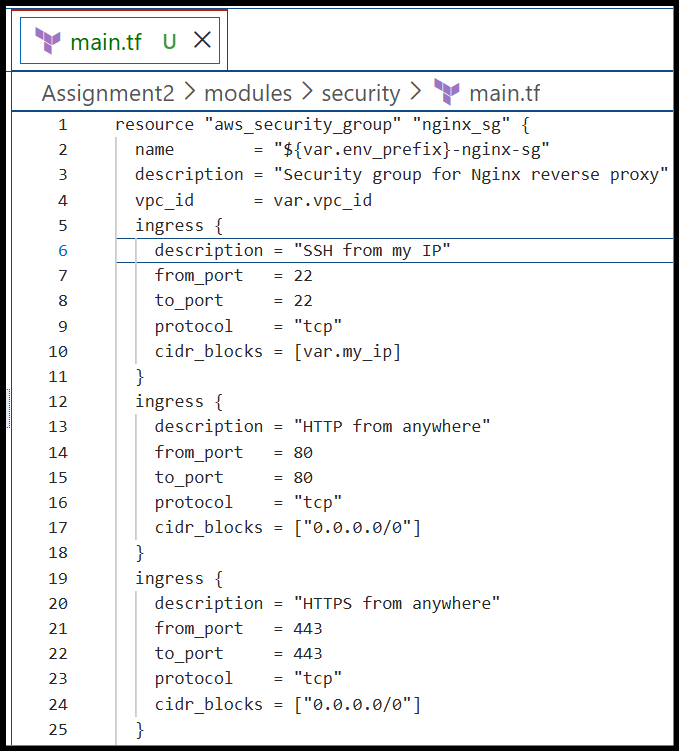 main.tf U
Assignment2 > modules > security > main.tf
1 resource "aws_security_group" "nginx_sg" {
2   name        = "${var.env_prefix}-nginx-sg"
3   description = "Security group for Nginx reverse proxy"
4   vpc_id      = var.vpc_id
5   ingress {
6     description = "SSH from my IP"
7     from_port   = 22
8     to_port     = 22
9     protocol    = "tcp"
10     cidr_blocks = [var.my_ip]
11   }
12   ingress {
13     description = "HTTP from anywhere"
14     from_port   = 80
15     to_port     = 80
16     protocol    = "tcp"
17     cidr_blocks = ["0.0.0.0/0"]
18   }
19   ingress {
20     description = "HTTPS from anywhere"
21     from_port   = 443
22     to_port     = 443
23     protocol    = "tcp"
24     cidr_blocks = ["0.0.0.0/0"]
25   }